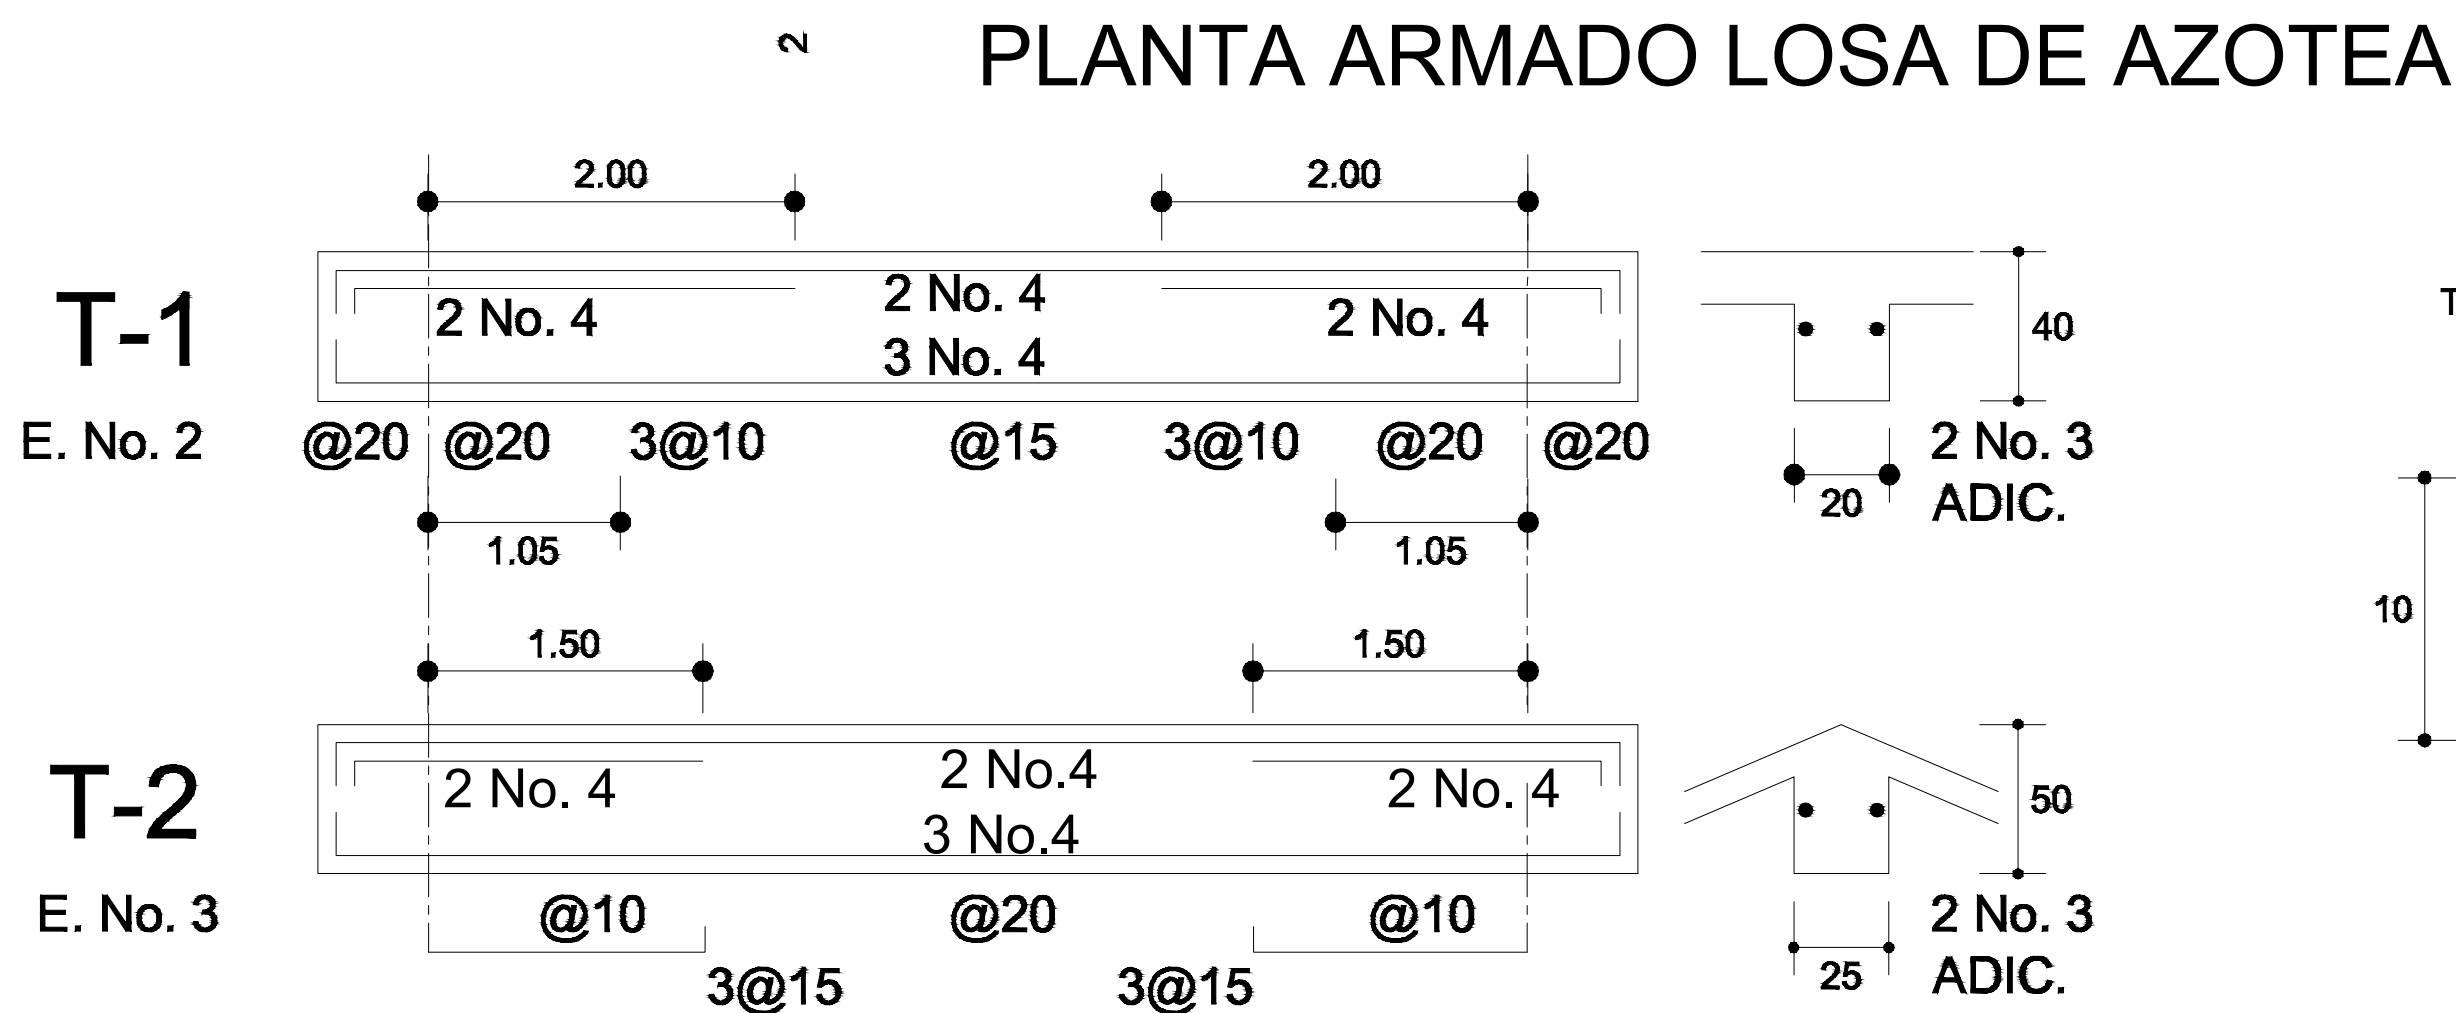 2
PLANTA ARMADO LOSA DE AZOTEA
2.00 2.00
T-1
2 No. 4 2 No. 4 2 No. 4
3 No. 4
40
T
E. No. 2 @20 @20 3@10 @15 3@10 @20 @20 2 No. 3
20 ADIC.
1.05 1.05
10
1.50 1.50
T-2
2 No. 4 2 No.4 2 No. 4
3 No.4
50
E. No. 3 @10 @20 @10 2 No. 3
25 ADIC.
3@15 3@15